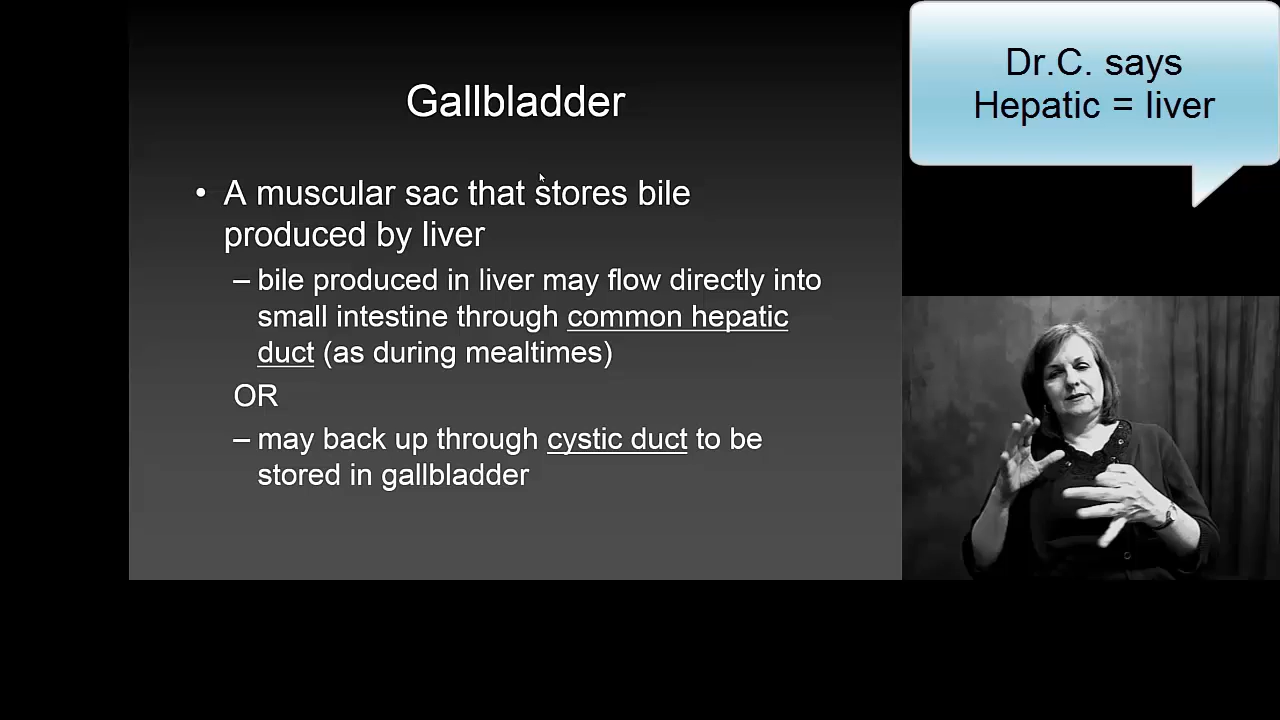 Gallbladder
• A muscular sac that stores bile
produced by liver
– bile produced in liver may flow directly into
small intestine through common hepatic
duct (as during mealtimes)
OR
– may back up through cystic duct to be
stored in gallbladder
Dr.C. says
Hepatic = liver